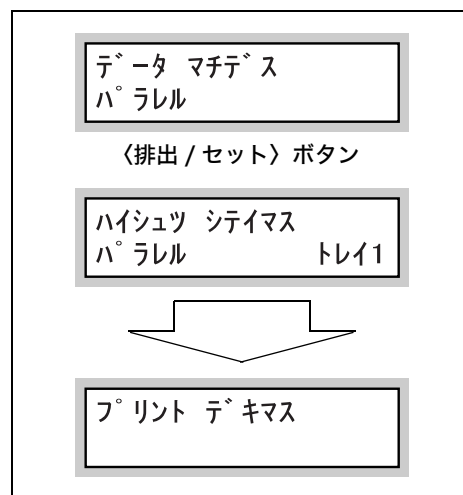 データ マチデス
パラレル
〈排出 / セット〉ボタン
ハイシュツ シテイマス
パラレル トレイ1
プリント デキマス